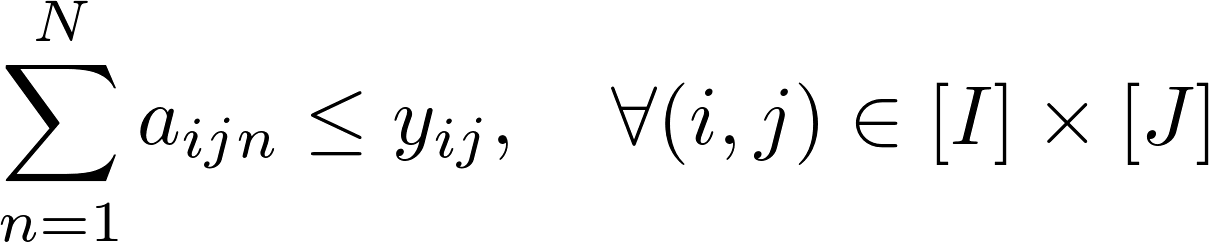 \sum_{n=1}^{N} a_{ijn} \leq y_{ij}, \quad \forall (i,j) \in [I] \times [J]